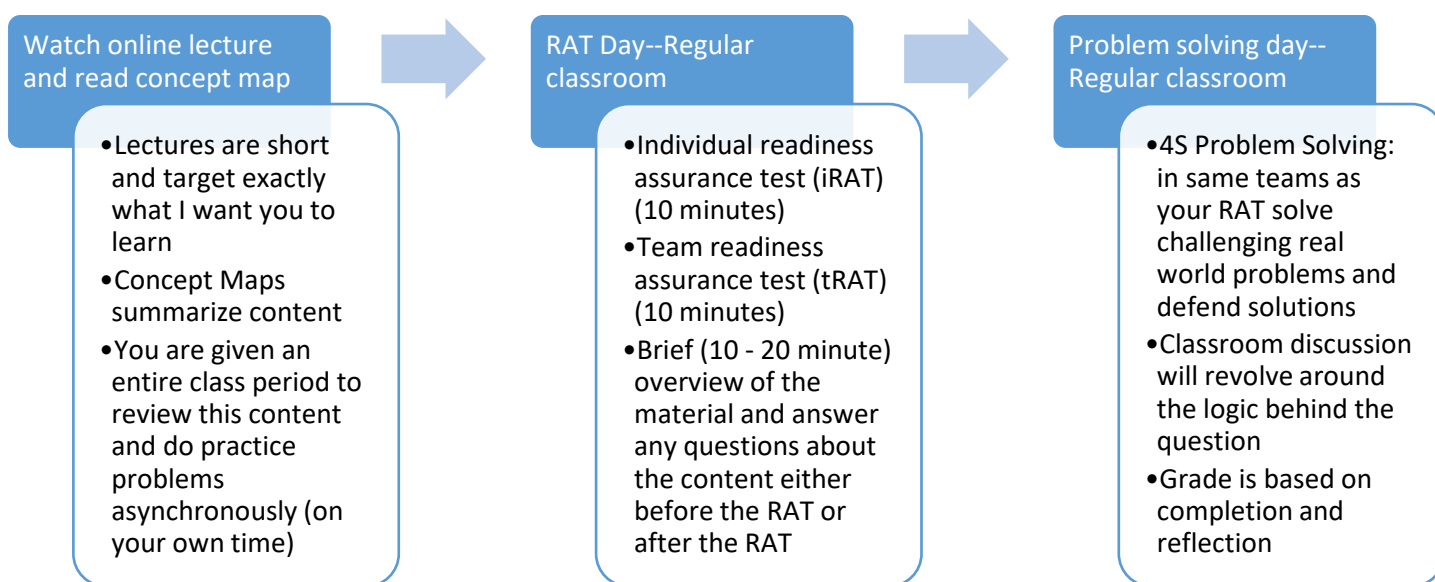 Watch online lecture
and read concept map
•Lectures are short
and target exactly
what I want you to
learn
•Concept Maps
summarize content
•You are given an
entire class period to
review this content
and do practice
problems
asynchronously (on
your own time)
RAT Day--Regular
classroom
•Individual readiness
assurance test (iRAT)
(10 minutes)
•Team readiness
assurance test (tRAT)
(10 minutes)
•Brief (10 - 20 minute)
overview of the
material and answer
any questions about
the content either
before the RAT or
after the RAT
Problem solving day--
Regular classroom
•4S Problem Solving:
in same teams as
your RAT solve
challenging real
world problems and
defend solutions
•Classroom discussion
will revolve around
the logic behind the
question
•Grade is based on
completion and
reflection